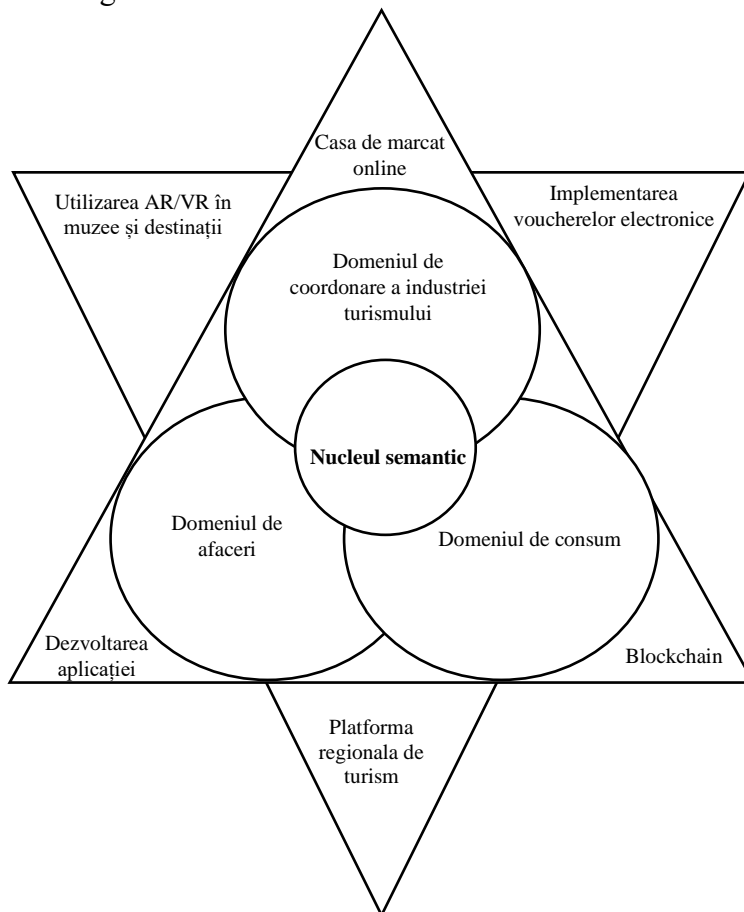 Casa de marcat
online
Utilizarea AR/VR în
muzee și destinații
Implementarea
voucherelor electronice
Domeniul de
coordonare a industriei
turismului
Nucleul semantic
Domeniul de
afaceri
Domeniul de consum
Dezvoltarea
aplicației
Blockchain
Platforma
regionala de
turism